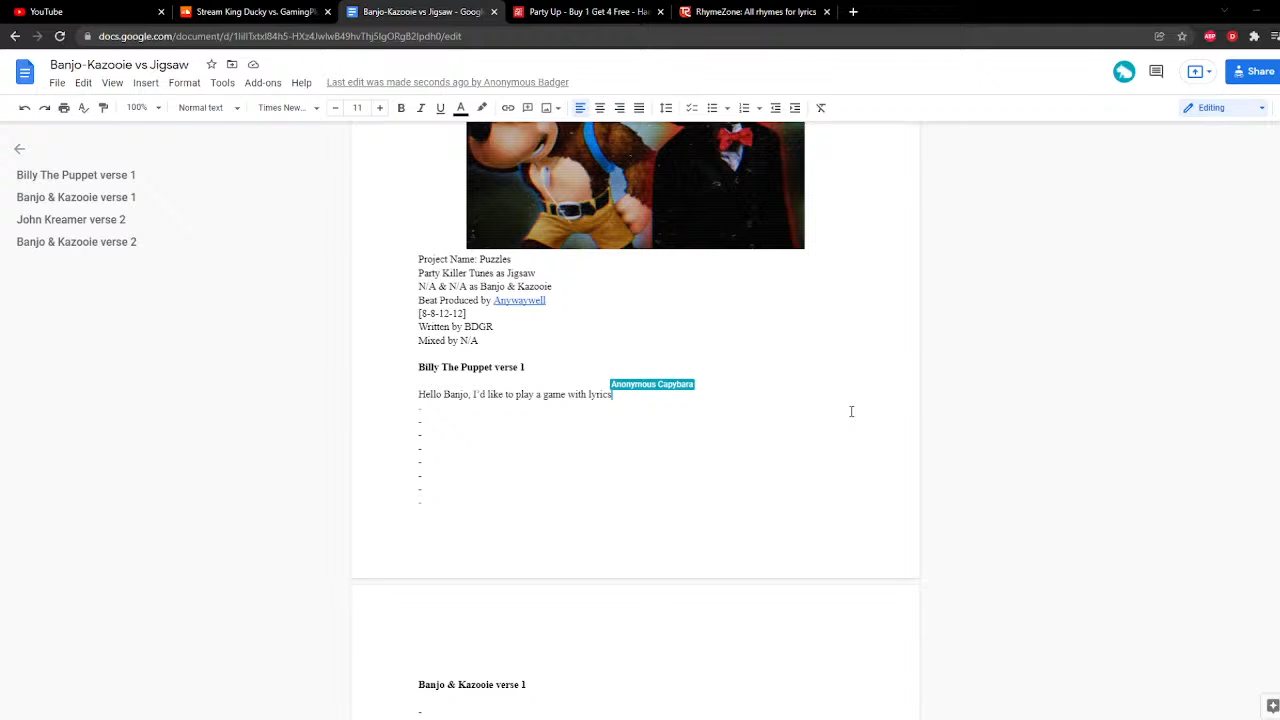 YouTube
Stream King Ducky vs. GamingPk
Banjo-Kazooie vs Jigsaw - Googl
Party Up - Buy 1 Get 4 Free - Hac
RhymeZone: All rhymes for lyrics
Banjo-Kazooie vs Jigsaw
File Edit View Insert Format Tools Add-ons Help
Last edit was made seconds ago by Anonymous Badger
Share
100% Normal text Times New... 11
Editing
Billy The Puppet verse 1
Banjo & Kazooie verse 1
John Kreamer verse 2
Banjo & Kazooie verse 2
Project Name: Puzzles
Party Killer Tunes as Jigsaw
N/A & N/A as Banjo & Kazooie
Beat Produced by Anywaywell
[8-8-12-12]
Written by BDGR
Mixed by N/A
Billy The Puppet verse 1
Anonymous Capybara
Hello Banjo, I'd like to play a game with lyrics
-
-
-
-
-
-
-
-
Banjo & Kazooie verse 1
-